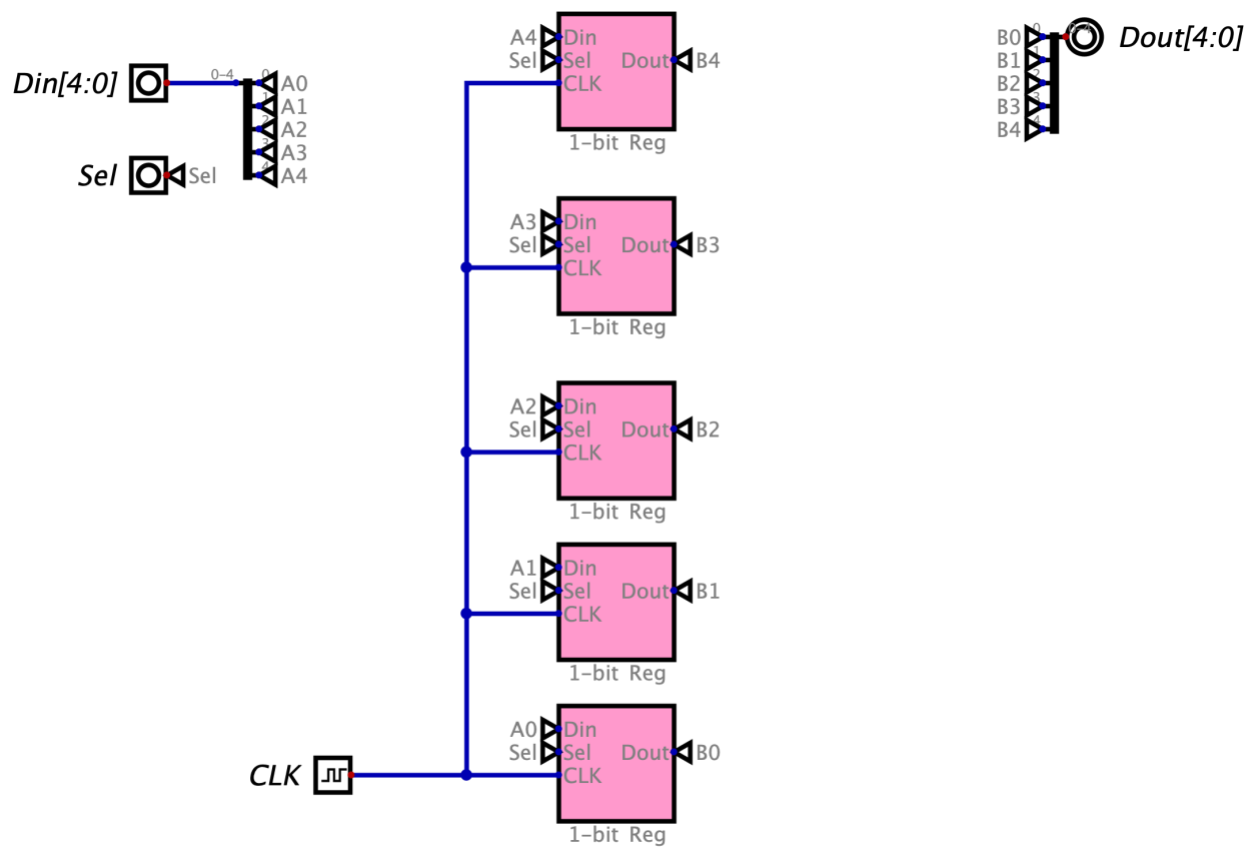 Din[4:0]
0-4
0
A0
1
A1
2
A2
3
A3
4
A4
Sel
Sel
A4 Din
Sel Sel Dout B4
CLK
1-bit Reg
A3 Din
Sel Sel Dout B3
CLK
1-bit Reg
A2 Din
Sel Sel Dout B2
CLK
1-bit Reg
A1 Din
Sel Sel Dout B1
CLK
1-bit Reg
A0 Din
Sel Sel Dout B0
CLK
CLK
1-bit Reg
B0 0 0-4 Dout[4:0]
B1 1
B2 2
B3 3
B4 4